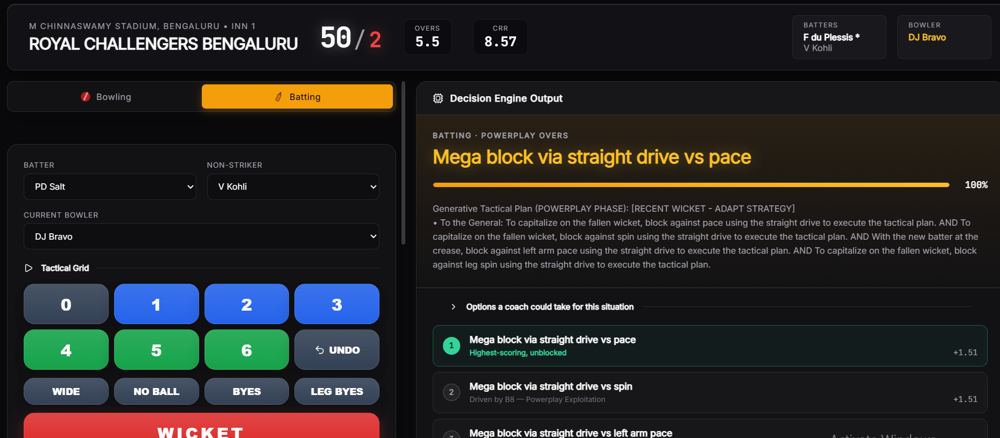 M CHINNASWAMY STADIUM, BENGALURU • INN 1
ROYAL CHALLENGERS BENGALURU
50/2
OVERS
5.5
CRR
8.57
BATTERS
F du Plessis *
V Kohli
BOWLER
DJ Bravo
Bowling
Batting
BATTER
PD Salt
NON-STRIKER
V Kohli
CURRENT BOWLER
DJ Bravo
Tactical Grid
0
1
2
3
4
5
6
UNDO
WIDE
NO BALL
BYES
LEG BYES
WICKET
Decision Engine Output
BATTING · POWERPLAY OVERS
Mega block via straight drive vs pace
100%
Generative Tactical Plan (POWERPLAY PHASE): [RECENT WICKET - ADAPT STRATEGY]
• To the General: To capitalize on the fallen wicket, block against pace using the straight drive to execute the tactical plan. AND To
capitalize on the fallen wicket, block against spin using the straight drive to execute the tactical plan. AND With the new batter at the
crease, block against left arm pace using the straight drive to execute the tactical plan. AND To capitalize on the fallen wicket, block
against leg spin using the straight drive to execute the tactical plan.
Options a coach could take for this situation
1
Mega block via straight drive vs pace
Highest-scoring, unblocked
+1.51
2
Mega block via straight drive vs spin
Driven by B8 — Powerplay Exploitation
+1.51
3
Mega block via straight drive vs left arm pace
Activate Windows